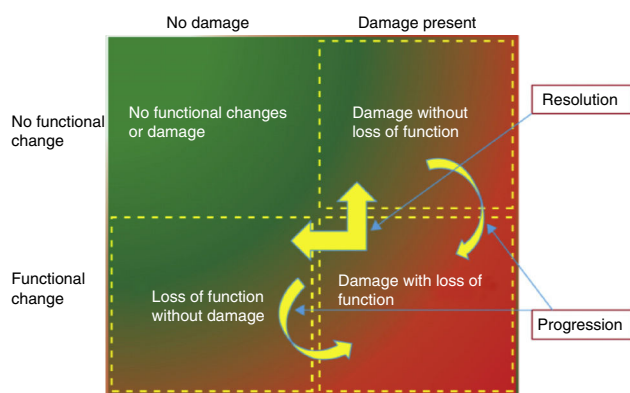 No damage
Damage present
No functional
change
No functional changes
or damage
Damage without
loss of function
Resolution
Functional
change
Loss of function
without damage
Damage with loss of
function
Progression